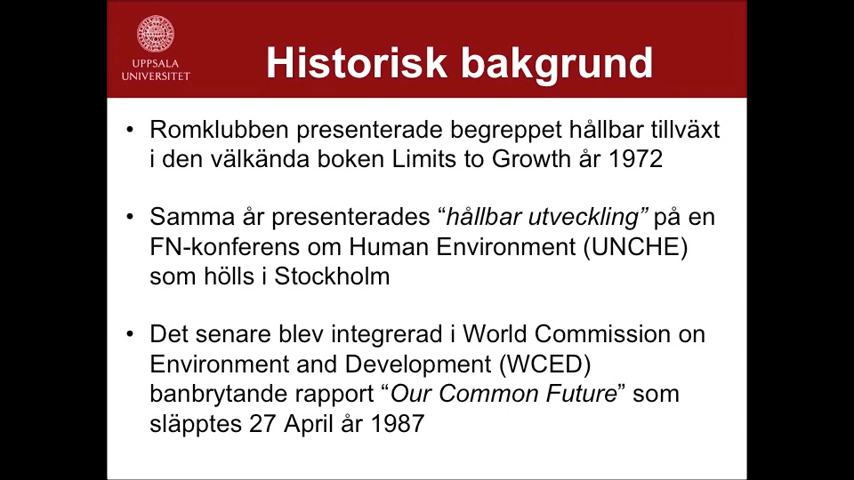 UPPSALA
UNIVERSITET
Historisk bakgrund
• Romklubben presenterade begreppet hållbar tillväxt
i den välkända boken Limits to Growth år 1972
• Samma år presenterades “hållbar utveckling” på en
FN-konferens om Human Environment (UNCHE)
som hölls i Stockholm
• Det senare blev integrerad i World Commission on
Environment and Development (WCED)
banbrytande rapport “Our Common Future” som
släpptes 27 April år 1987